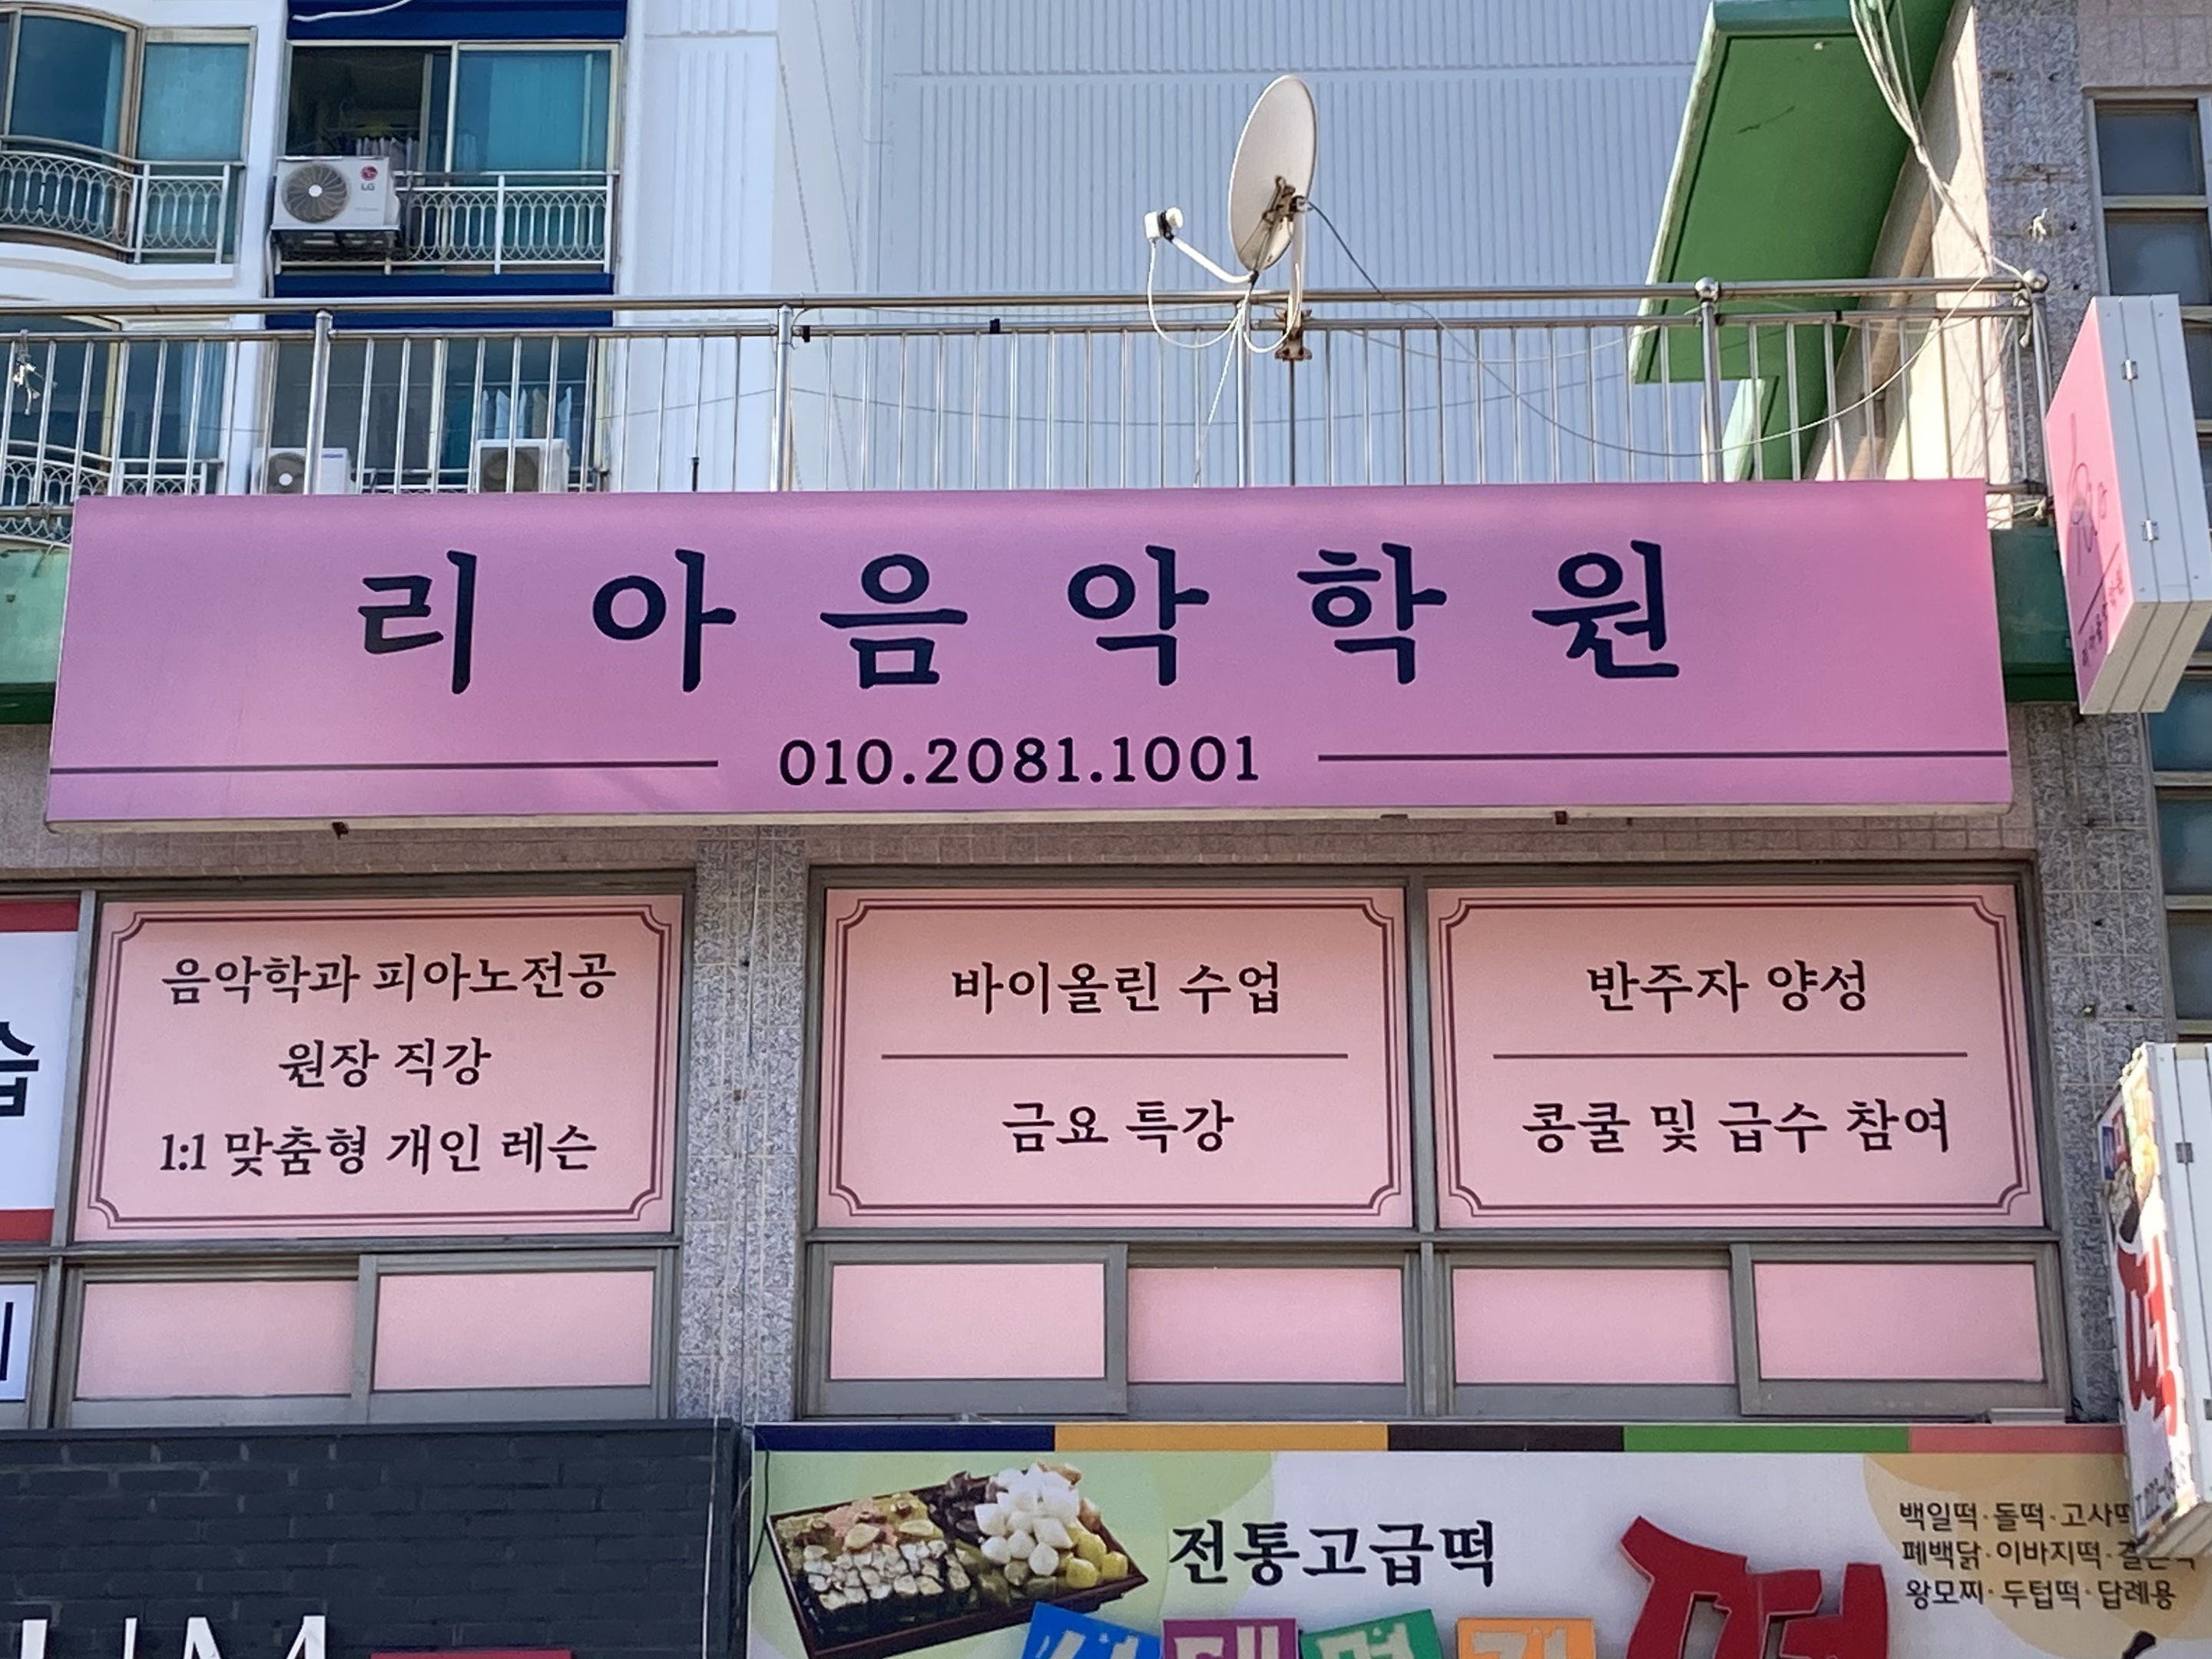 LG
리아음악학원
010.2081.1001
음악학과 피아노전공
원장 직강
1:1 맞춤형 개인 레슨
바이올린 수업
금요 특강
반주자 양성
콩쿨 및 급수 참여
습
전통고급떡
떡
백일떡·돌떡·고사떡
폐백닭·이바지떡
왕모찌·두텁떡·답례용
UM